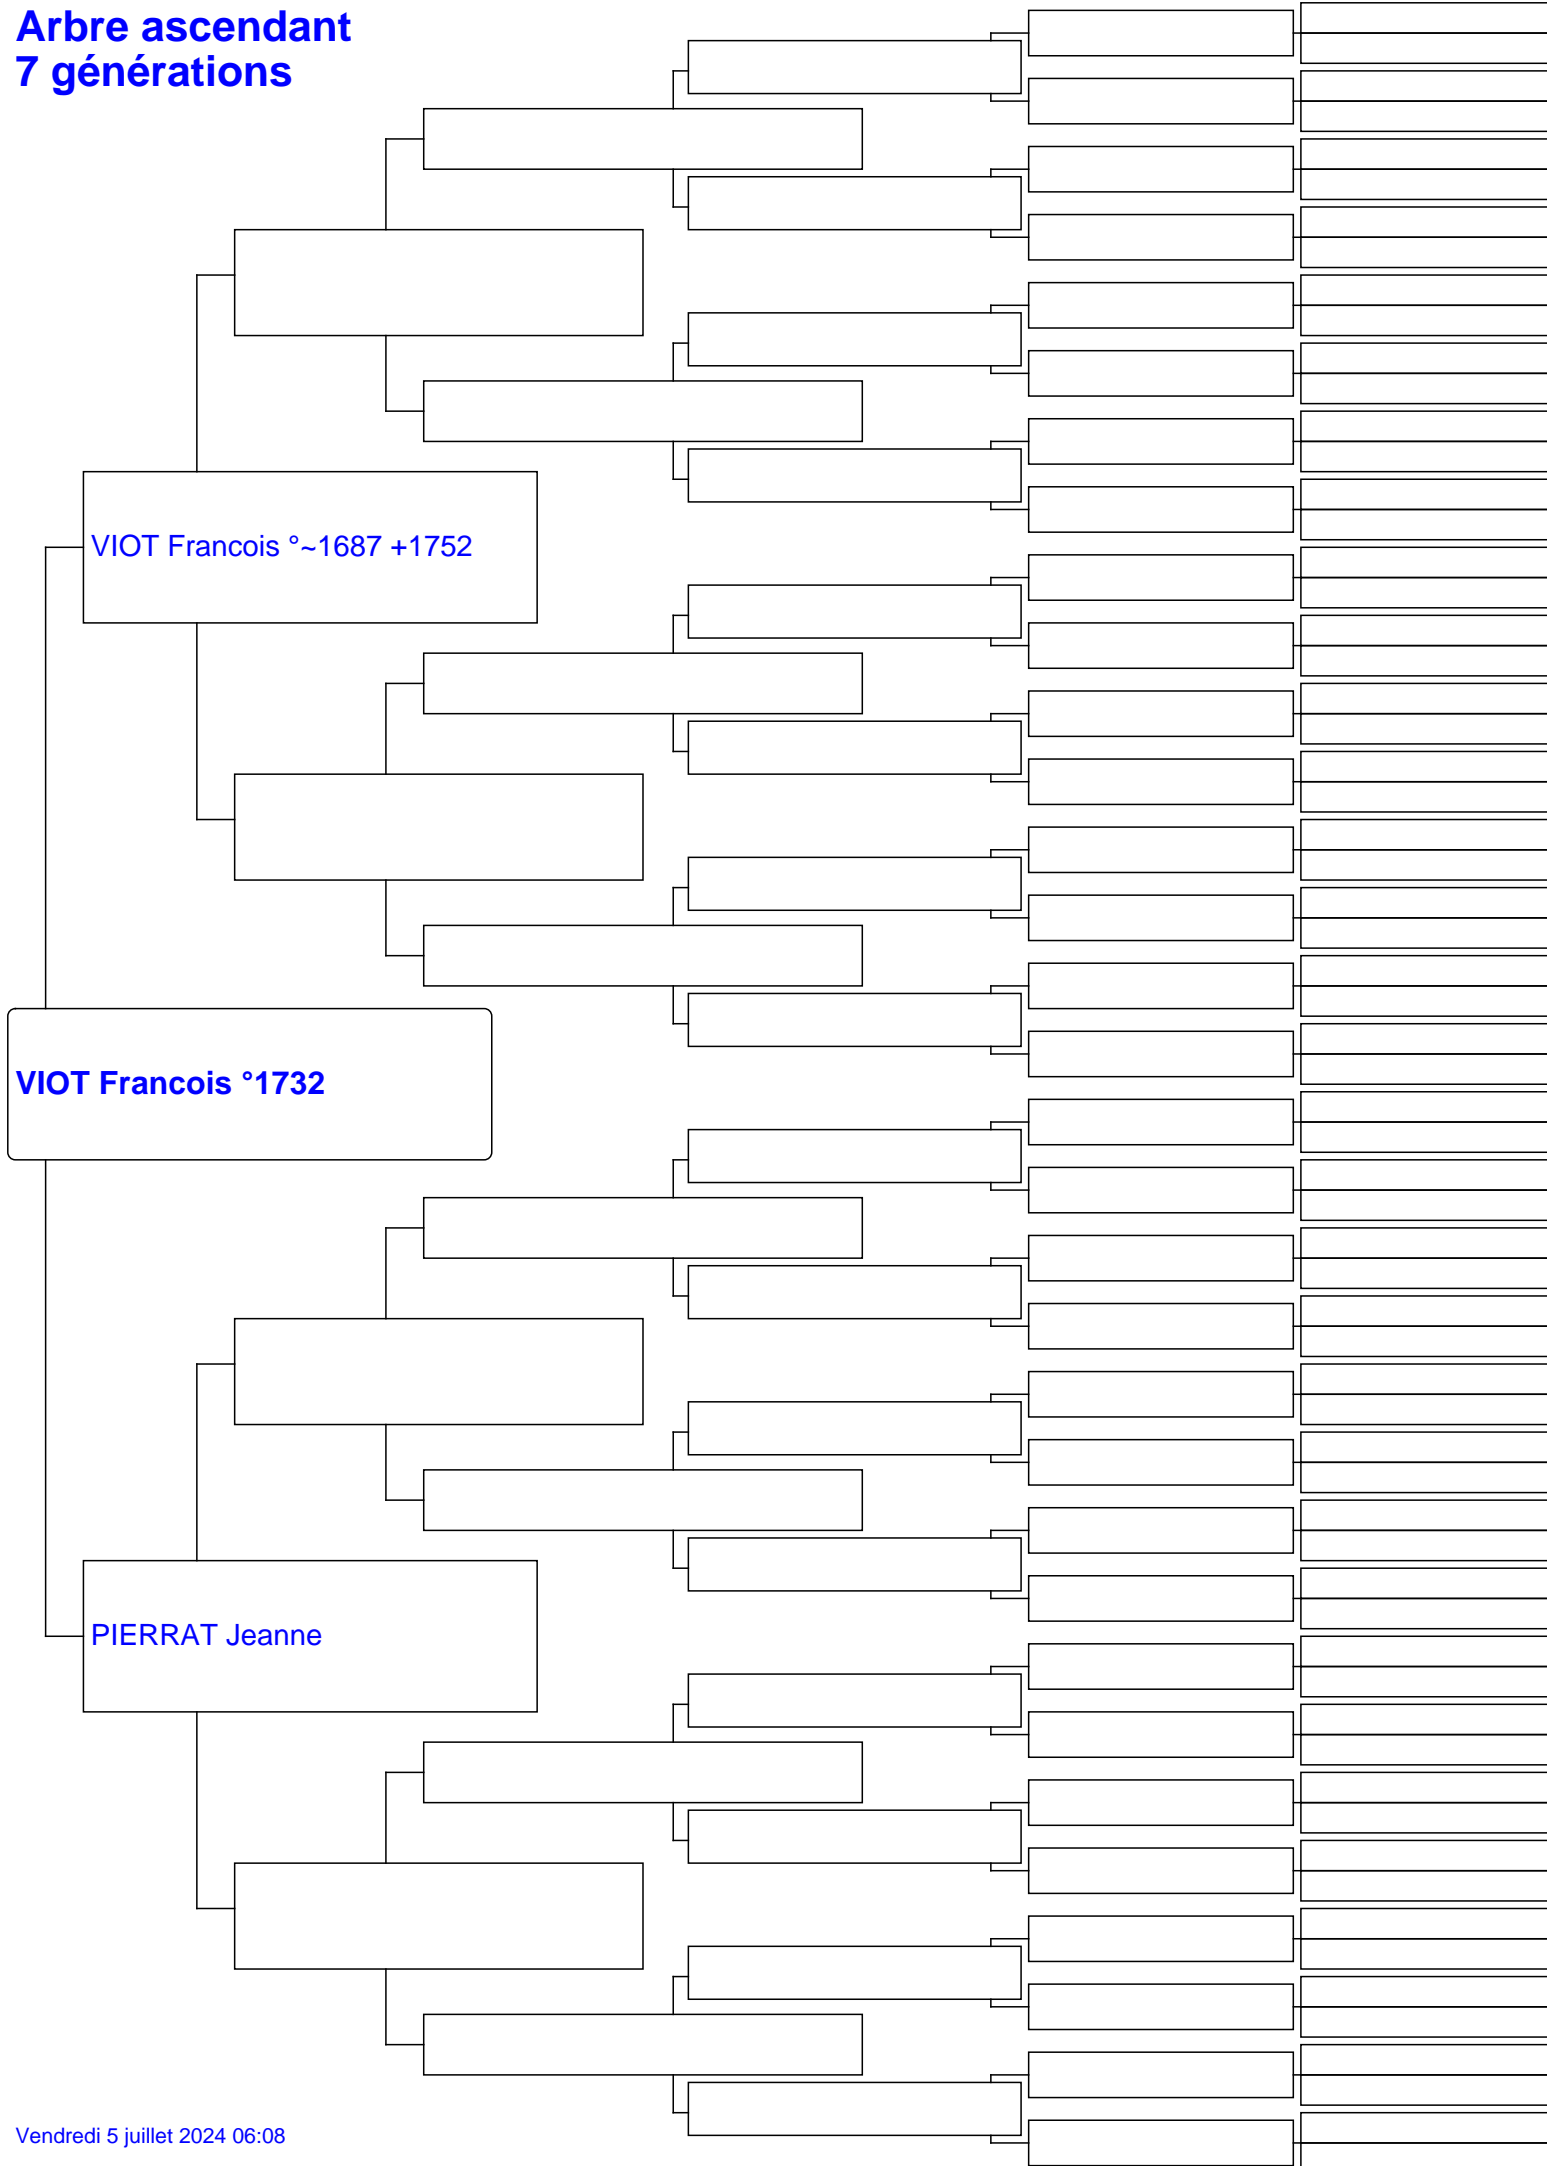 Arbre ascendant
7 générations
VIOT Francois °~1687 +1752
VIOT Francois °1732
PIERRAT Jeanne
Vendredi 5 juillet 2024 06:08